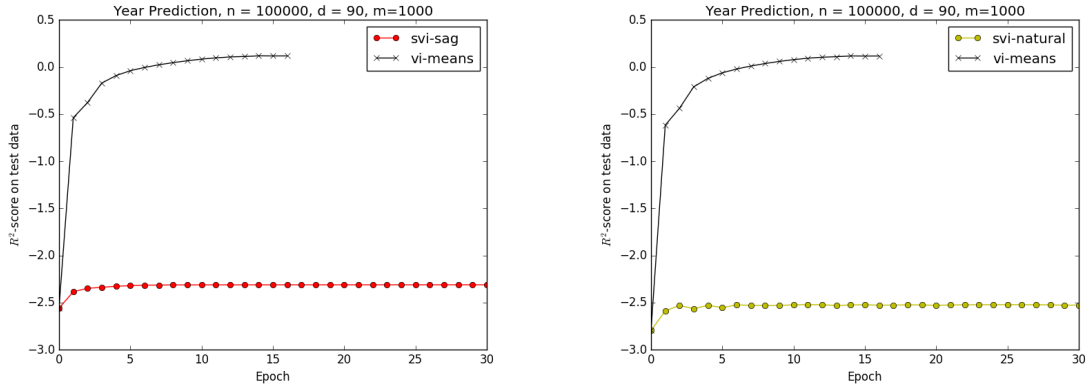 Year Prediction, n = 100000, d = 90, m=1000
0.5
0.0
−0.5
−1.0
−1.5
−2.0
−2.5
−3.0
R²-score on test data
svi-sag
vi-means
0 5 10 15 20 25 30
Epoch
Year Prediction, n = 100000, d = 90, m=1000
0.5
0.0
−0.5
−1.0
−1.5
−2.0
−2.5
−3.0
R²-score on test data
svi-natural
vi-means
0 5 10 15 20 25 30
Epoch